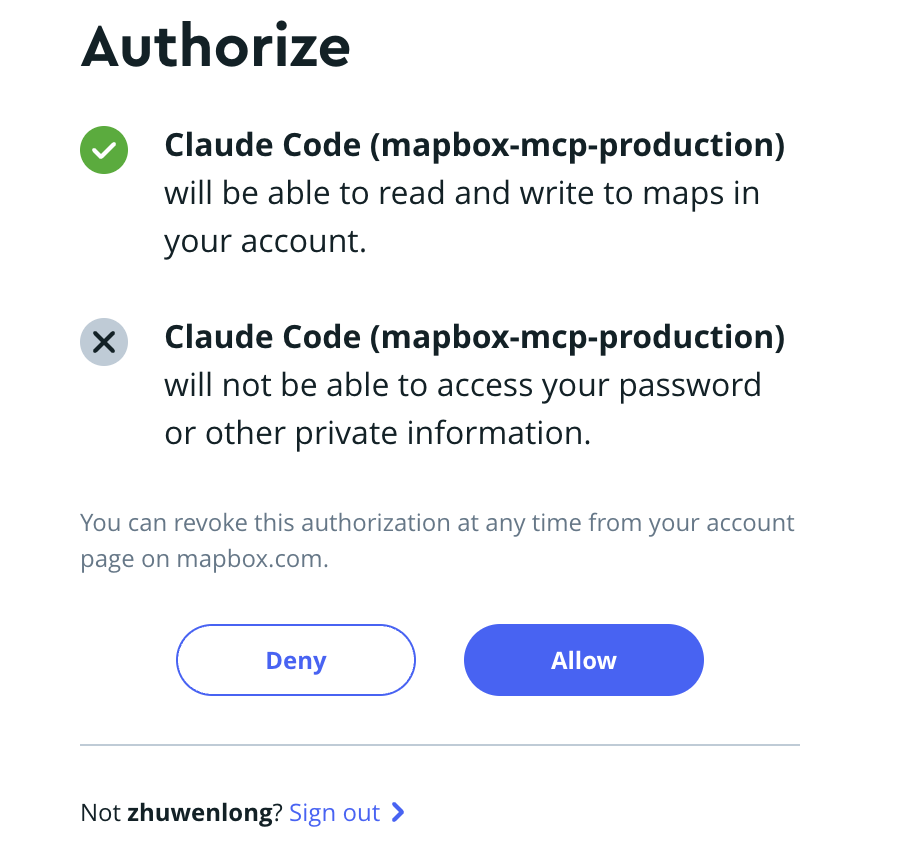 Authorize
Claude Code (mapbox-mcp-production)
will be able to read and write to maps in
your account.
Claude Code (mapbox-mcp-production)
will not be able to access your password
or other private information.
You can revoke this authorization at any time from your account
page on mapbox.com.
Deny
Allow
Not zhuwenlong? Sign out